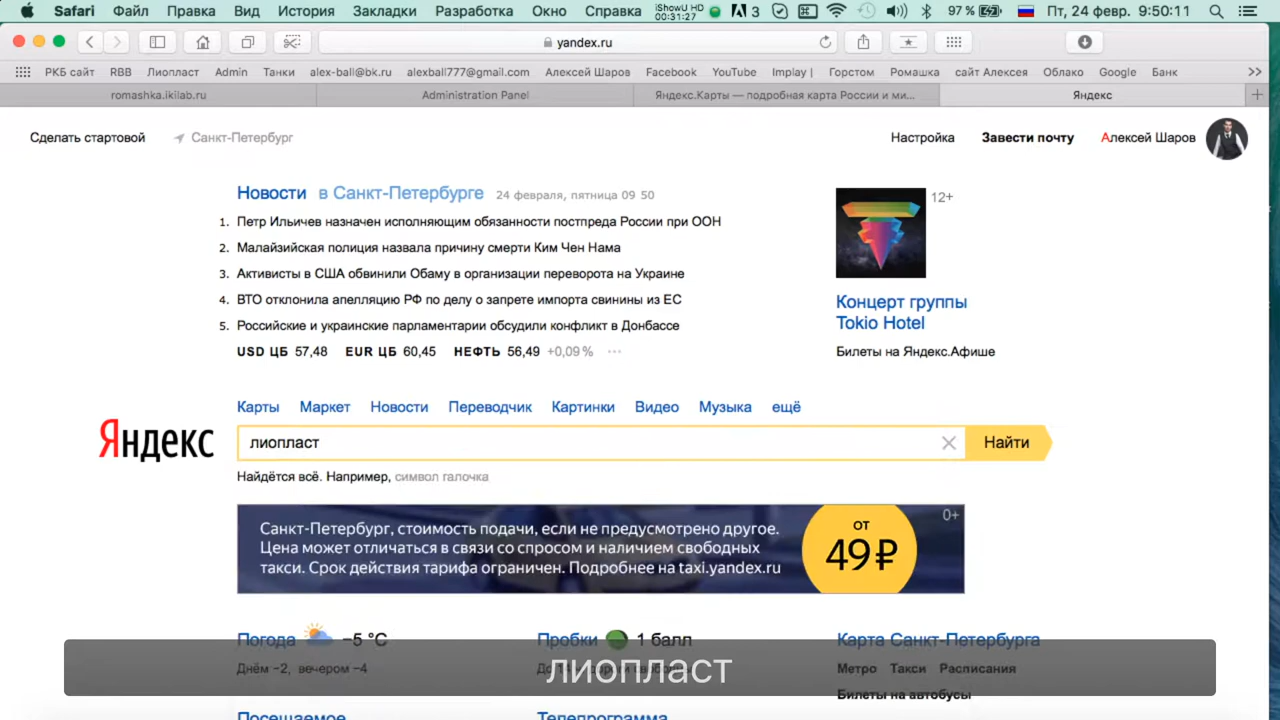 Safari Файл Правка Вид История Закладки Разработка Окно Справка iShowU HD 00:31:27 3 97 % Пт, 24 февр. 9:50:11
yandex.ru
РКБ сайт RBB Лиопласт Admin Танки alex-ball@bk.ru alexball777@gmail.com Алексей Шаров Facebook YouTube Implay | Горстом Ромашка сайт Алексея Облако Google Банк >>
romashka.ikilab.ru Administration Panel Яндекс.Карты — подробная карта России и ми... Яндекс +
Сделать стартовой Санкт-Петербург Настройка Завести почту Алексей Шаров
Новости в Санкт-Петербурге 24 февраля, пятница 09 50
1. Петр Ильичев назначен исполняющим обязанности постпреда России при ООН
2. Малайзийская полиция назвала причину смерти Ким Чен Нама
3. Активисты в США обвинили Обаму в организации переворота на Украине
4. ВТО отклонила апелляцию РФ по делу о запрете импорта свинины из ЕС
5. Российские и украинские парламентарии обсудили конфликт в Донбассе
USD ЦБ 57,48 EUR ЦБ 60,45 НЕФТЬ 56,49 +0,09 % ...
12+
Концерт группы
Tokio Hotel
Билеты на Яндекс.Афише
Карты Маркет Новости Переводчик Картинки Видео Музыка ещё
Яндекс лиопласт Найти
Найдётся всё. Например, символ галочка
Санкт-Петербург, стоимость подачи, если не предусмотрено другое.
Цена может отличаться в связи со спросом и наличием свободных
такси. Срок действия тарифа ограничен. Подробнее на taxi.yandex.ru
от
49 ₽
0+
Погода −5 °C Пробки 1 балл Карта Санкт-Петербурга
Днём −2, вечером −4
Метро Такси Расписания
лиопласт
Билеты на автобусы
Посещаемое Телепрограмма